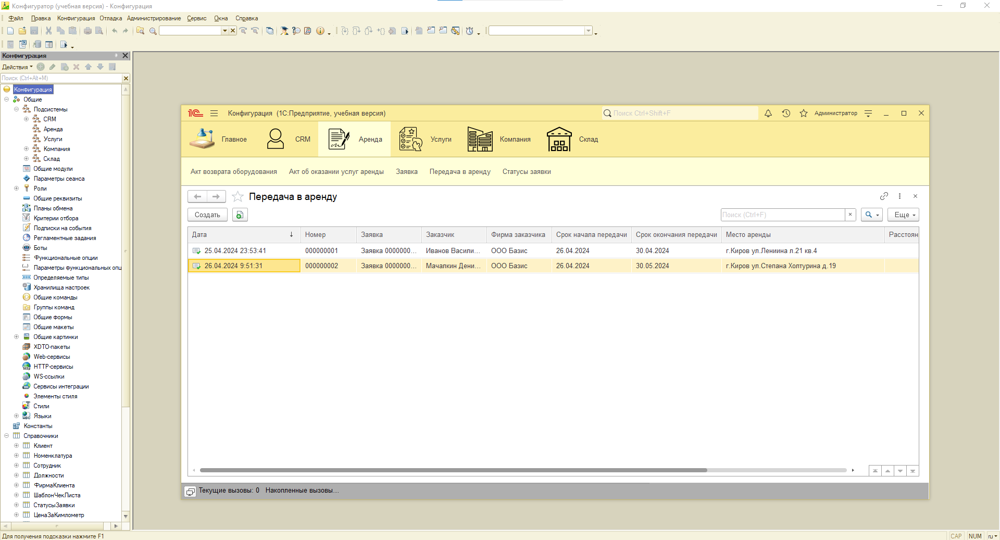 Конфигуратор (учебная версия) - Конфигурация
Файл Правка Конфигурация Отладка Администрирование Сервис Окна Справка
Конфигурация
Действия
Поиск (Ctrl+Alt+M)
Конфигурация
Общие
Подсистемы
CRM
Аренда
Услуги
Компания
Склад
Общие модули
Параметры сеанса
Роли
Общие реквизиты
Планы обмена
Критерии отбора
Подписки на события
Регламентные задания
Боты
Функциональные опции
Параметры функциональных опц
Определяемые типы
Хранилища настроек
Общие команды
Группы команд
Общие формы
Общие макеты
Общие картинки
XDTO-пакеты
Web-сервисы
HTTP-сервисы
WS-ссылки
Сервисы интеграции
Элементы стиля
Стили
Языки
Константы
Справочники
Клиент
Номенклатура
Сотрудник
Должности
ФирмаКлиента
ШаблонЧекЛиста
СтатусыЗаявки
ЦенаЗаКимлометр
1С Конфигурация (1С:Предприятие, учебная версия) Поиск Ctrl+Shift+F Администратор
Главное CRM Аренда Услуги Компания Склад
Акт возврата оборудования Акт об оказании услуг аренды Заявка Передача в аренду Статусы заявки
Передача в аренду
Создать Поиск (Ctrl+F) × Еще
Дата ↓ Номер Заявка Заказчик Фирма заказчика Срок начала передачи Срок окончания передачи Место аренды Расстоян
25.04.2024 23:53:41 000000001 Заявка 0000000... Иванов Васили... ООО Базис 26.04.2024 30.04.2024 г.Киров ул.Лениина л.21 кв.4
26.04.2024 9:51:31 000000002 Заявка 0000000... Мачалкин Дени... ООО Базис 26.04.2024 30.05.2024 г.Киров ул.Степана Холтурина д.19
Текущие вызовы: 0 Накопленные вызовы...
Для получения подсказки нажмите F1 CAP NUM ru